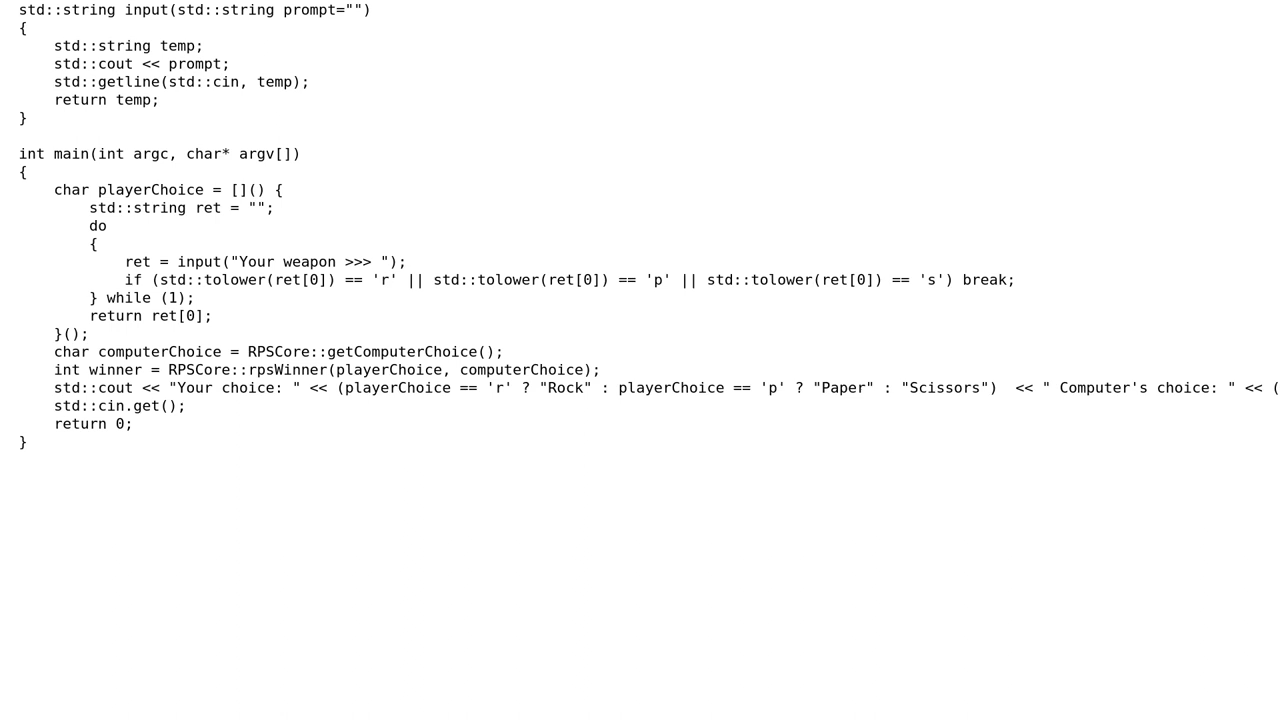 std::string input(std::string prompt="")
{
    std::string temp;
    std::cout << prompt;
    std::getline(std::cin, temp);
    return temp;
}

int main(int argc, char* argv[])
{
    char playerChoice = []() {
        std::string ret = "";
        do
        {
            ret = input("Your weapon >>> ");
            if (std::tolower(ret[0]) == 'r' || std::tolower(ret[0]) == 'p' || std::tolower(ret[0]) == 's') break;
        } while (1);
        return ret[0];
    }();
    char computerChoice = RPSCore::getComputerChoice();
    int winner = RPSCore::rpsWinner(playerChoice, computerChoice);
    std::cout << "Your choice: " << (playerChoice == 'r' ? "Rock" : playerChoice == 'p' ? "Paper" : "Scissors")  << " Computer's choice: " << (
    std::cin.get();
    return 0;
}